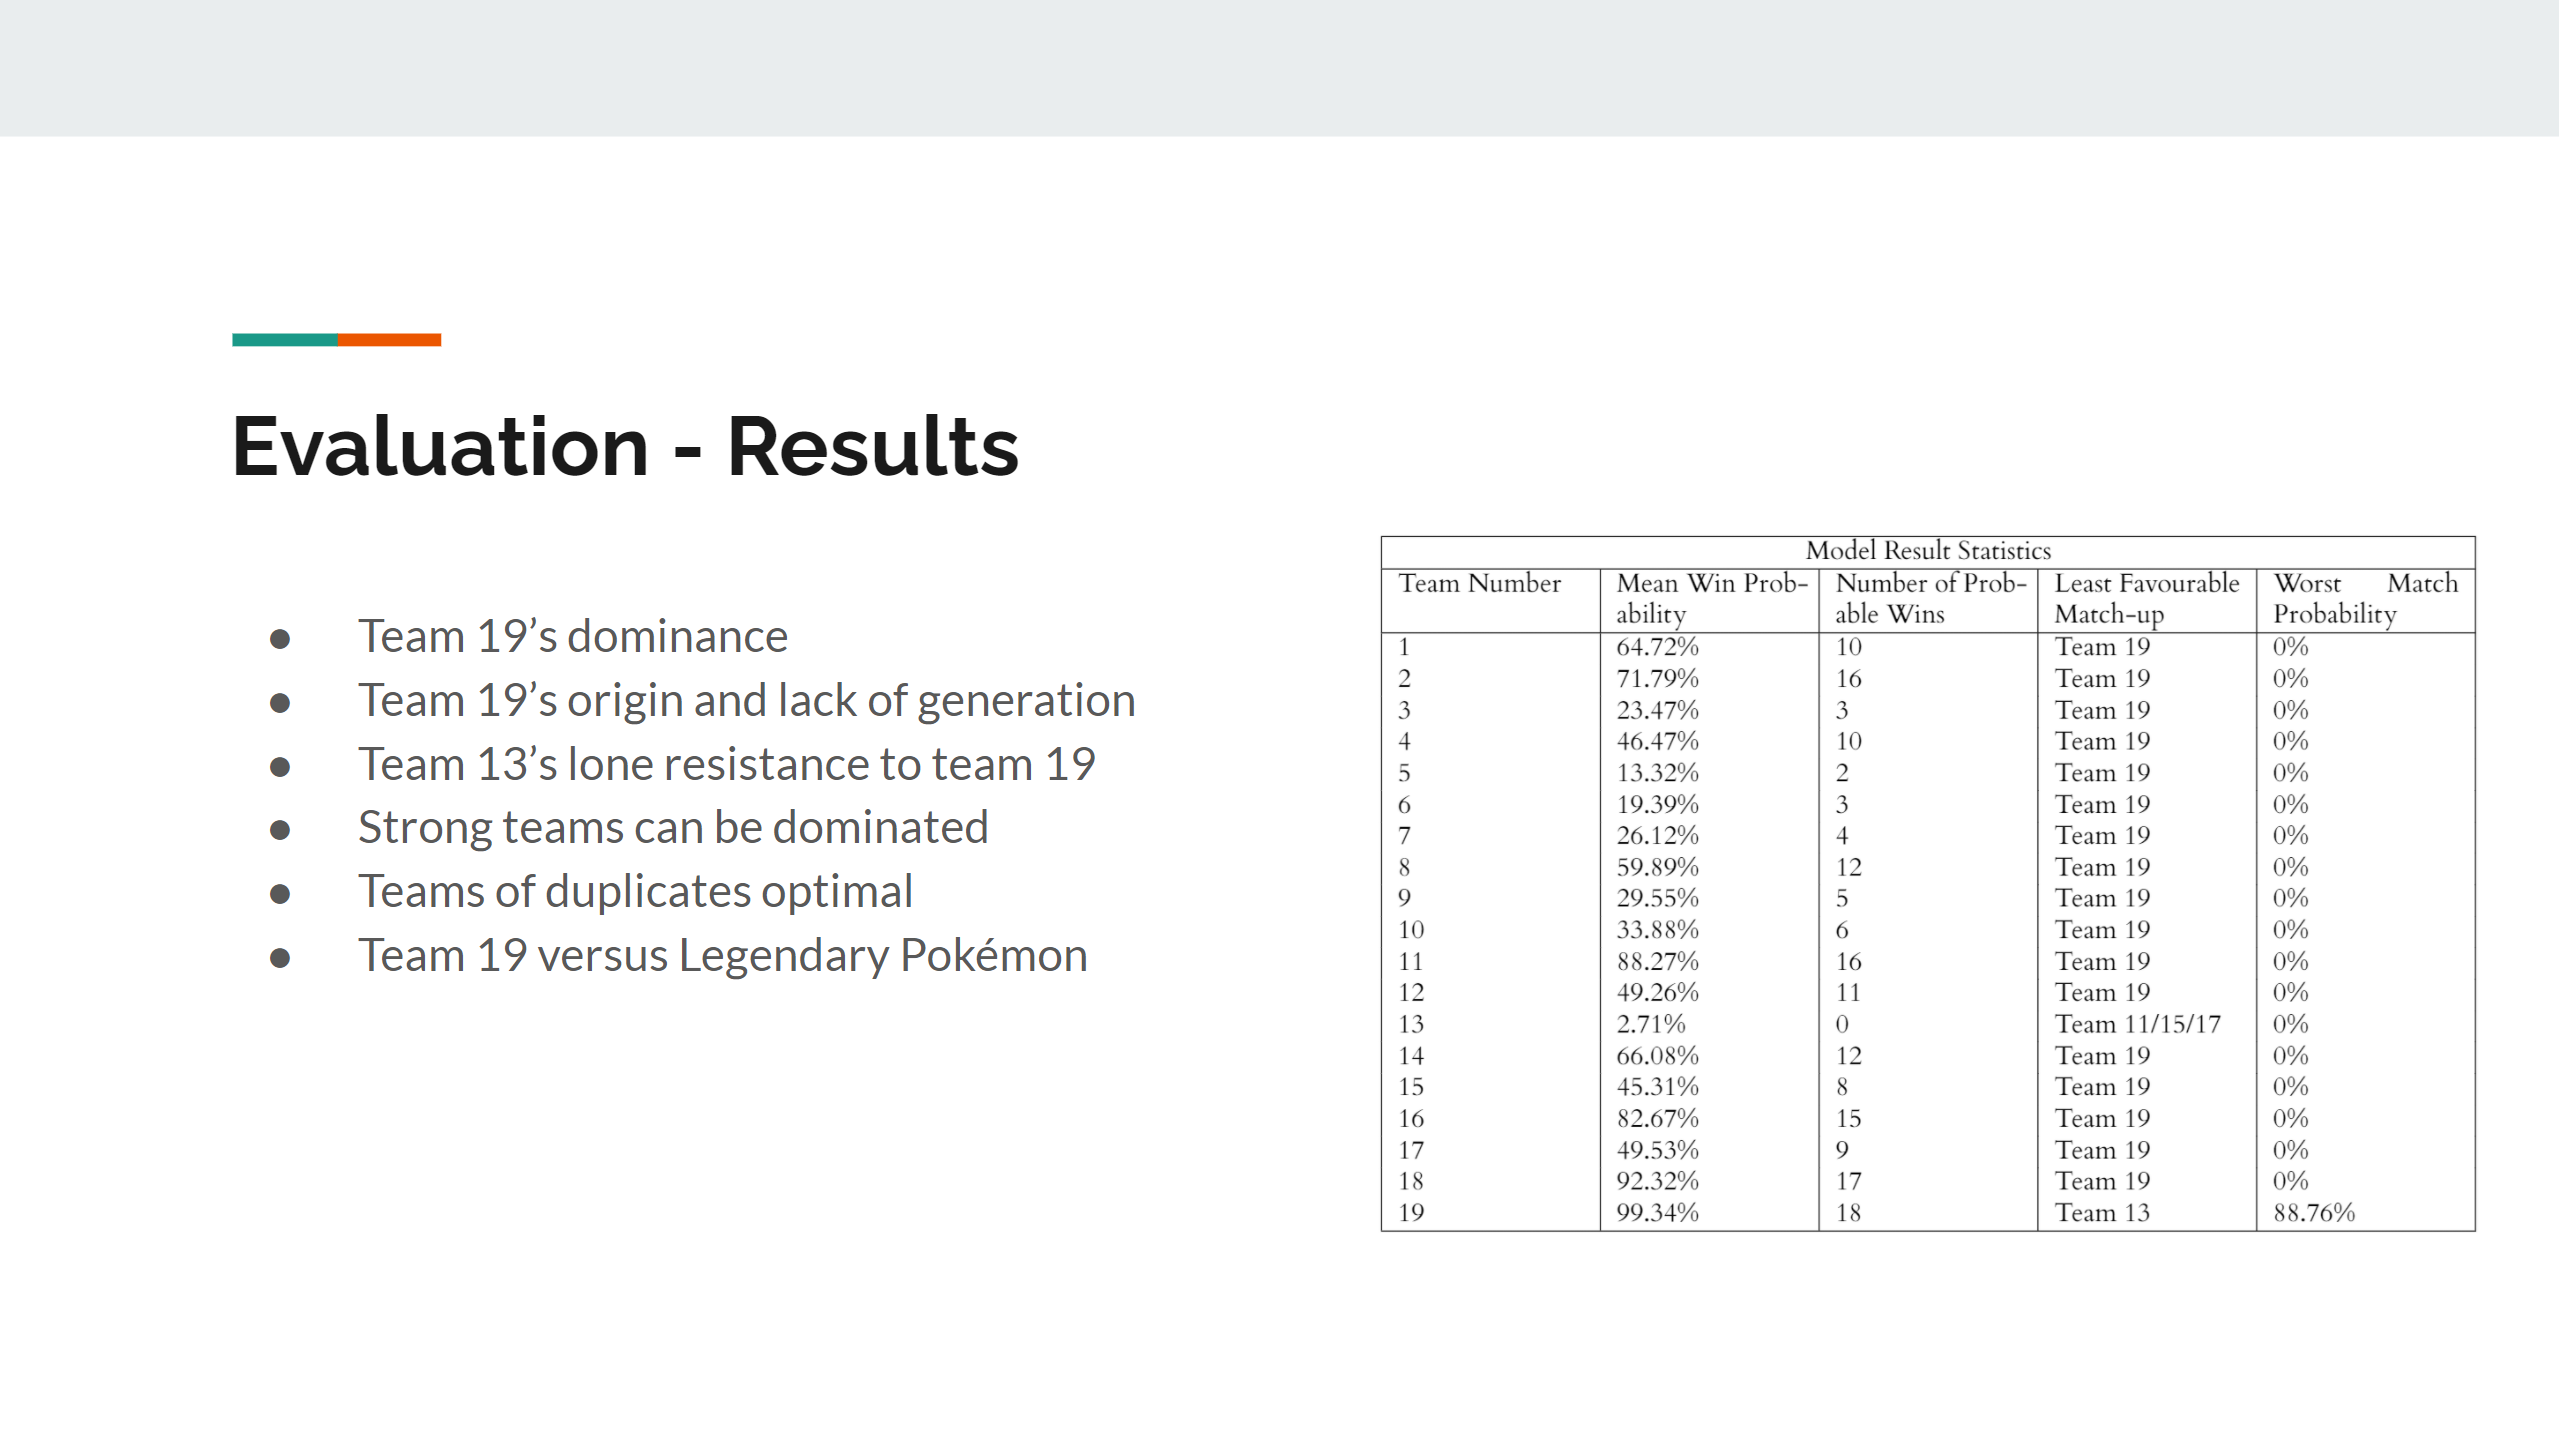 Evaluation - Results
● Team 19’s dominance
● Team 19’s origin and lack of generation
● Team 13’s lone resistance to team 19
● Strong teams can be dominated
● Teams of duplicates optimal
● Team 19 versus Legendary Pokémon
Model Result Statistics
Team Number | Mean Win Prob- | Number of Prob- | Least Favourable | Worst Match
ability | able Wins | Match-up | Probability
1 64.72% 10 Team 19 0%
2 71.79% 16 Team 19 0%
3 23.47% 3 Team 19 0%
4 46.47% 10 Team 19 0%
5 13.32% 2 Team 19 0%
6 19.39% 3 Team 19 0%
7 26.12% 4 Team 19 0%
8 59.89% 12 Team 19 0%
9 29.55% 5 Team 19 0%
10 33.88% 6 Team 19 0%
11 88.27% 16 Team 19 0%
12 49.26% 11 Team 19 0%
13 2.71% 0 Team 11/15/17 0%
14 66.08% 12 Team 19 0%
15 45.31% 8 Team 19 0%
16 82.67% 15 Team 19 0%
17 49.53% 9 Team 19 0%
18 92.32% 17 Team 19 0%
19 99.34% 18 Team 13 88.76%